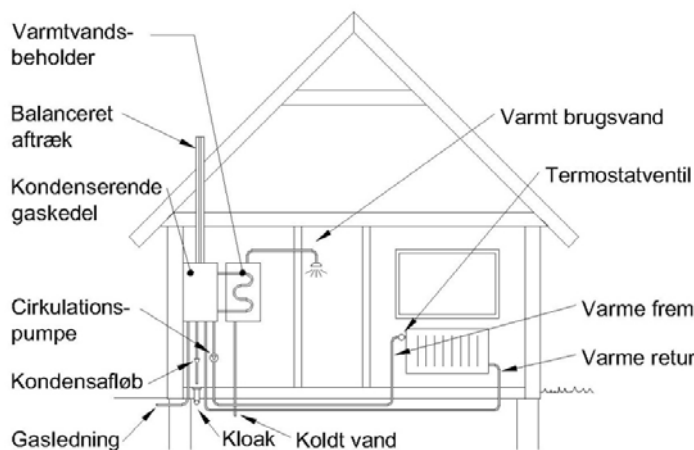 Varmtvands-
beholder
Balanceret
aftræk
Kondenserende
gaskedel
Cirkulations-
pumpe
Kondensafløb
Gasledning
Kloak
Koldt vand
Varmt brugsvand
Termostatventil
Varme frem
Varme retur